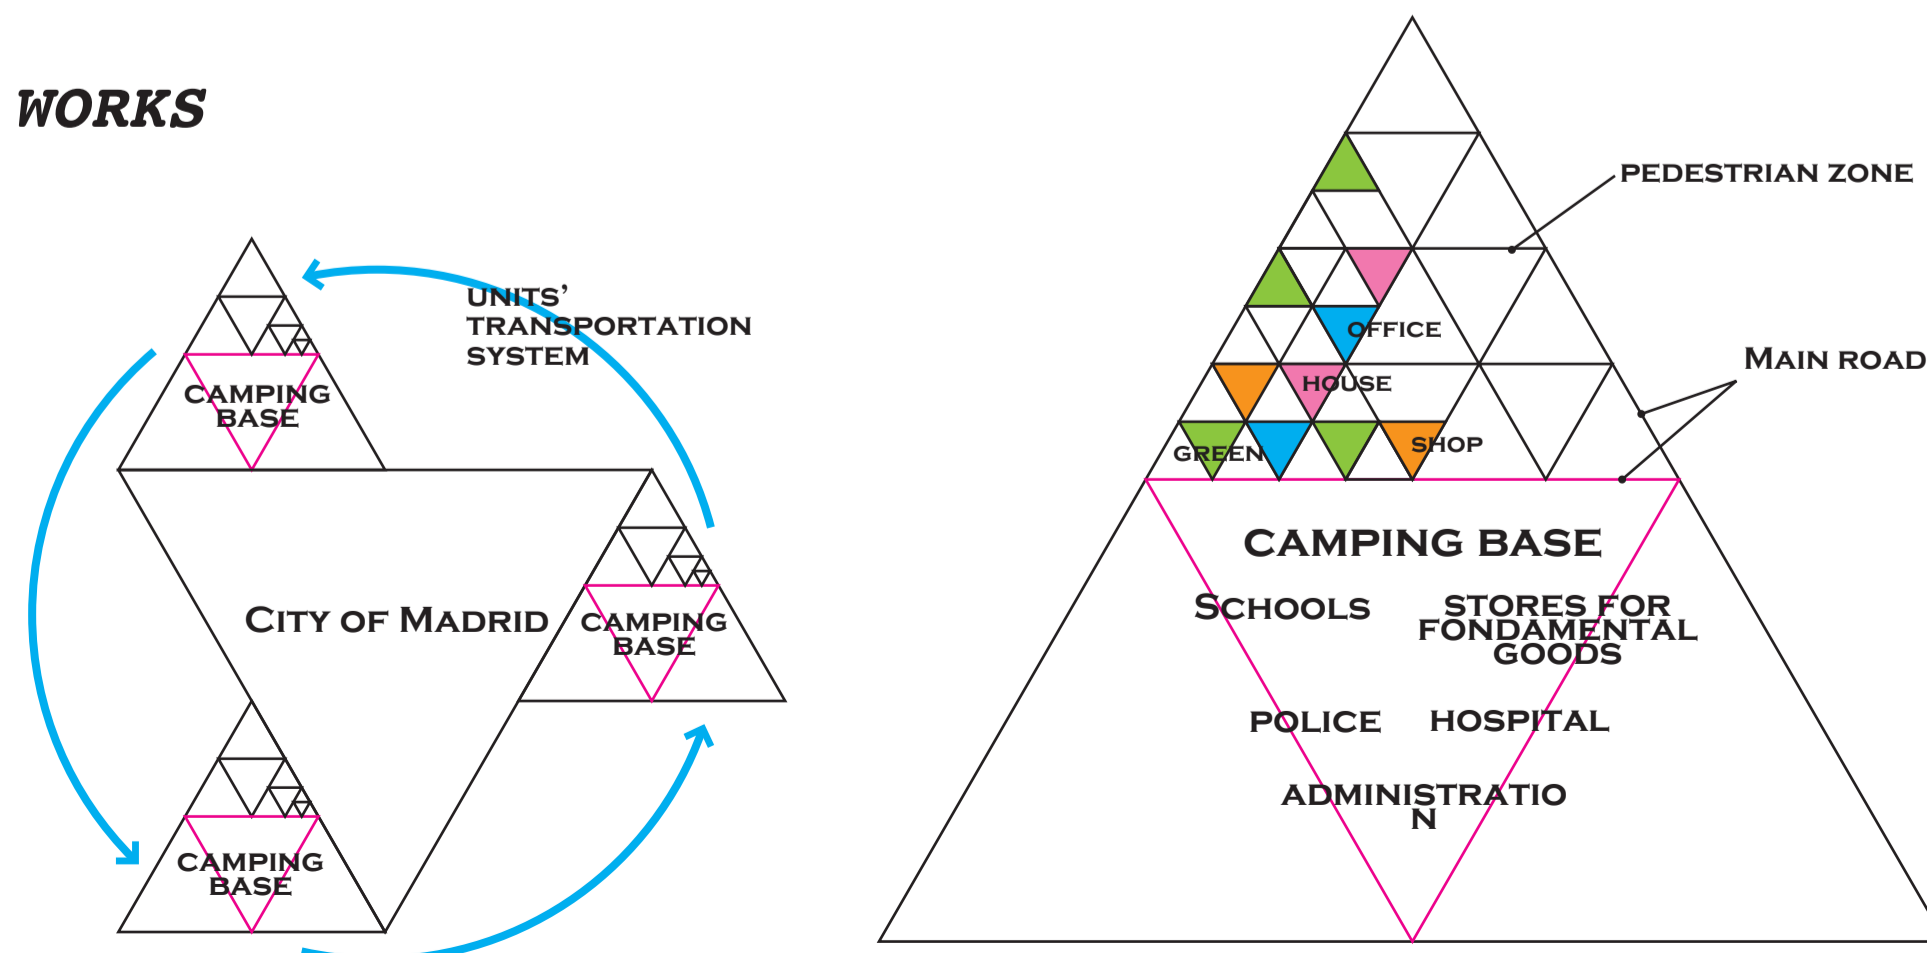 WORKS
UNITS'
TRANSPORTATION
SYSTEM
CAMPING
BASE
CITY OF MADRID
CAMPING
BASE
CAMPING
BASE
PEDESTRIAN ZONE
OFFICE
MAIN ROAD
HOUSE
SHOP
GREEN
CAMPING BASE
SCHOOLS
STORES FOR
FONDAMENTAL
GOODS
POLICE
HOSPITAL
ADMINISTRATIO
N